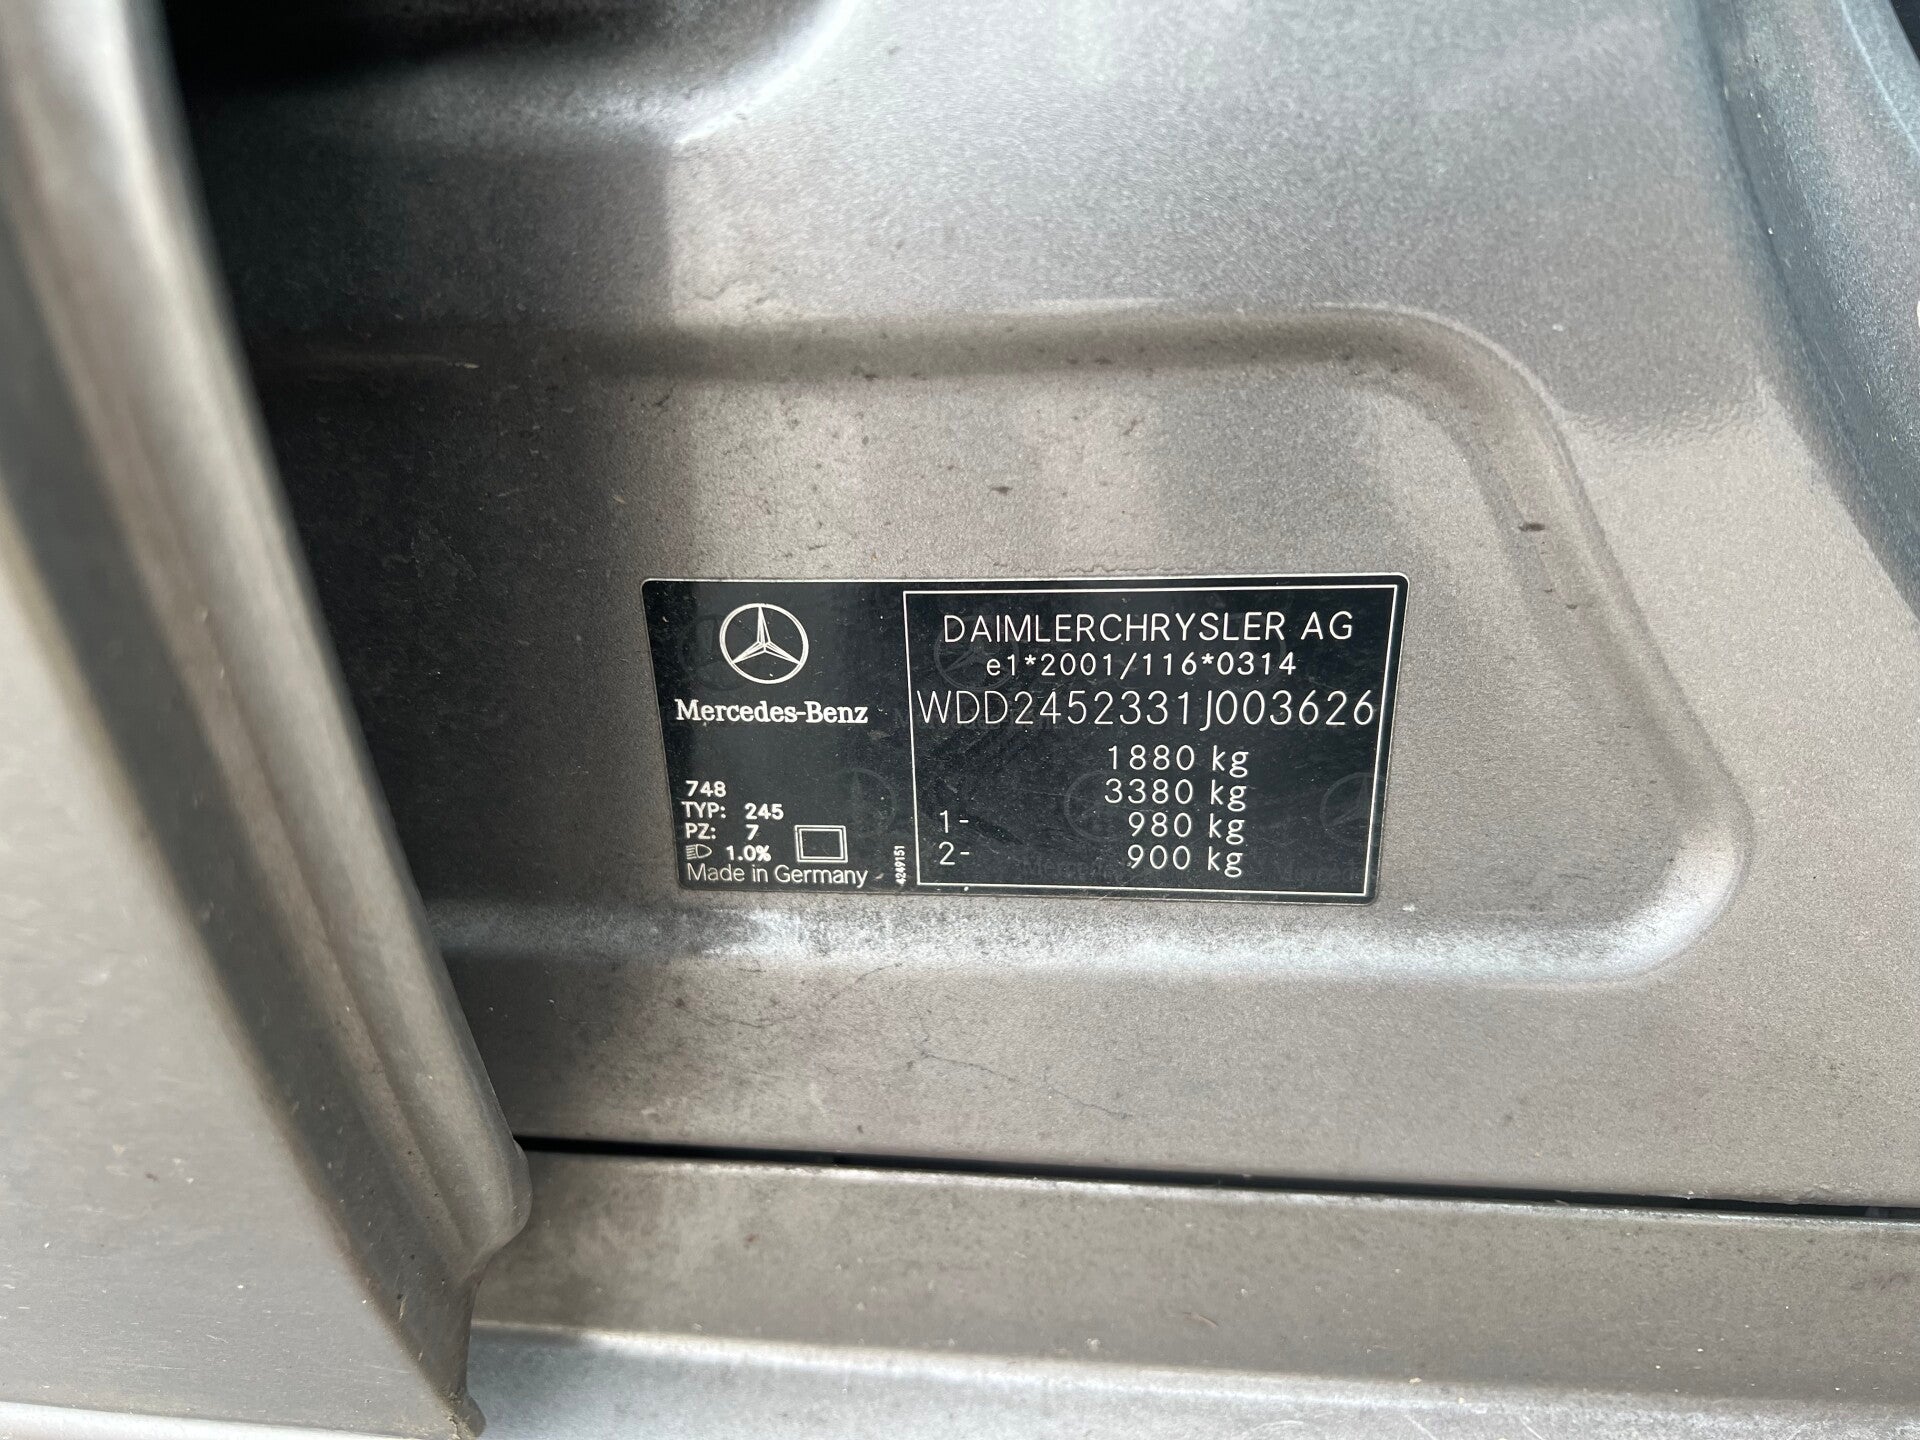 Mercedes-Benz
748
TYP: 245
PZ: 7
1.0%
Made in Germany
4249151
DAIMLERCHRYSLER AG
e1*2001/116*0314
WDD2452331J003626
1880 kg
3380 kg
1- 980 kg
2- 900 kg